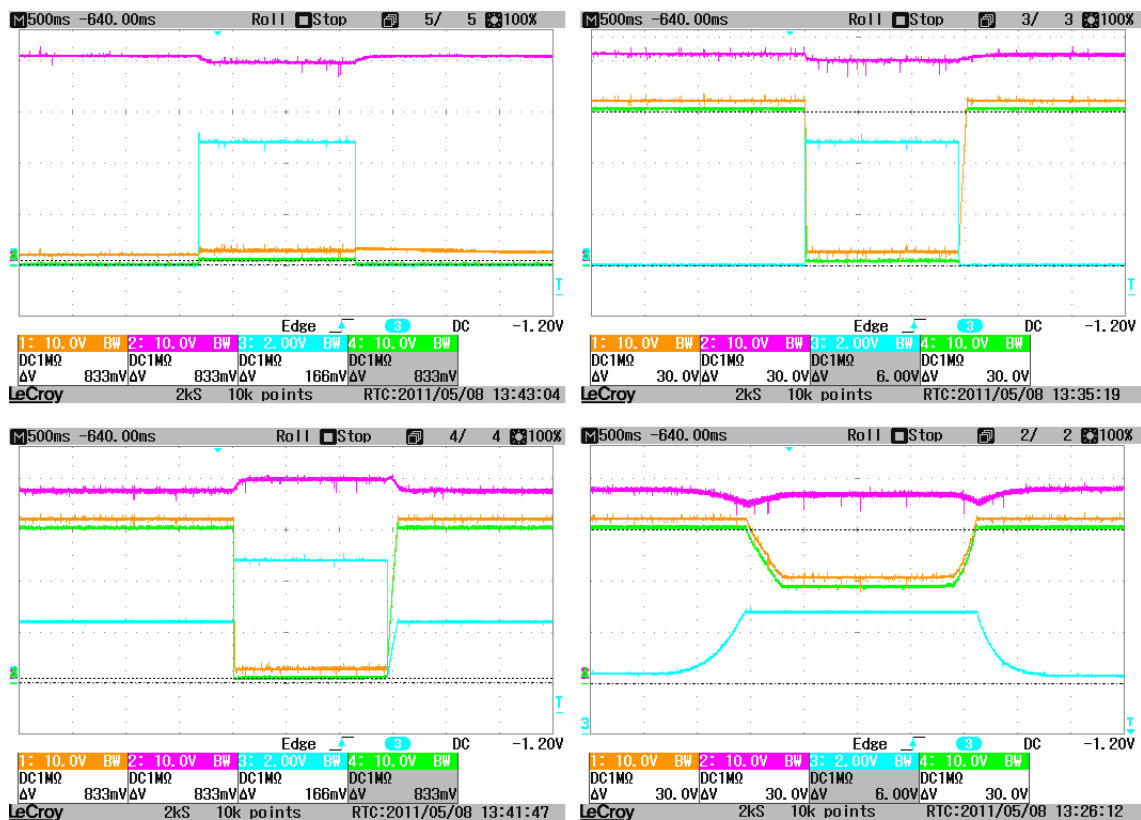 M500ms -640.00ms Roll Stop 5/ 5 100%
2
T
Edge 3 DC -1.20V
1: 10.0V BW 2: 10.0V BW 3: 2.00V BW 4: 10.0V BW
DC1MΩ DC1MΩ DC1MΩ DC1MΩ
ΔV 833mV ΔV 833mV ΔV 166mV ΔV 833mV
LeCroy 2kS 10k points RTC:2011/05/08 13:43:04
M500ms -640.00ms Roll Stop 3/ 3 100%
2
T
Edge 3 DC -1.20V
1: 10.0V BW 2: 10.0V BW 3: 2.00V BW 4: 10.0V BW
DC1MΩ DC1MΩ DC1MΩ DC1MΩ
ΔV 30.0V ΔV 30.0V ΔV 6.00V ΔV 30.0V
LeCroy 2kS 10k points RTC:2011/05/08 13:35:19
M500ms -640.00ms Roll Stop 4/ 4 100%
2
T
Edge 3 DC -1.20V
1: 10.0V BW 2: 10.0V BW 3: 2.00V BW 4: 10.0V BW
DC1MΩ DC1MΩ DC1MΩ DC1MΩ
ΔV 833mV ΔV 833mV ΔV 166mV ΔV 833mV
LeCroy 2kS 10k points RTC:2011/05/08 13:41:47
M500ms -640.00ms Roll Stop 2/ 2 100%
2
3 T
Edge 3 DC -1.20V
1: 10.0V BW 2: 10.0V BW 3: 2.00V BW 4: 10.0V BW
DC1MΩ DC1MΩ DC1MΩ DC1MΩ
ΔV 30.0V ΔV 30.0V ΔV 6.00V ΔV 30.0V
LeCroy 2kS 10k points RTC:2011/05/08 13:26:12